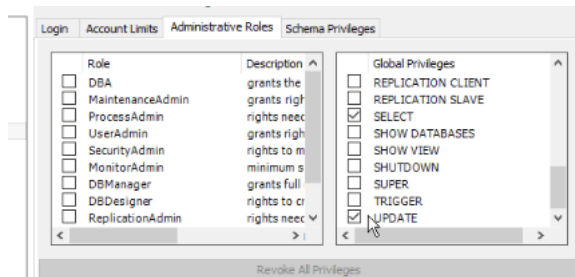 Login Account Limits Administrative Roles Schema Privileges
Role Description
DBA grants the
MaintenanceAdmin grants righ
ProcessAdmin rights need
UserAdmin grants righ
SecurityAdmin rights to m
MonitorAdmin minimum s
DBManager grants full
DBDesigner rights to cr
ReplicationAdmin rights need
Global Privileges
REPLICATION CLIENT
REPLICATION SLAVE
SELECT
SHOW DATABASES
SHOW VIEW
SHUTDOWN
SUPER
TRIGGER
UPDATE
Revoke All Privileges